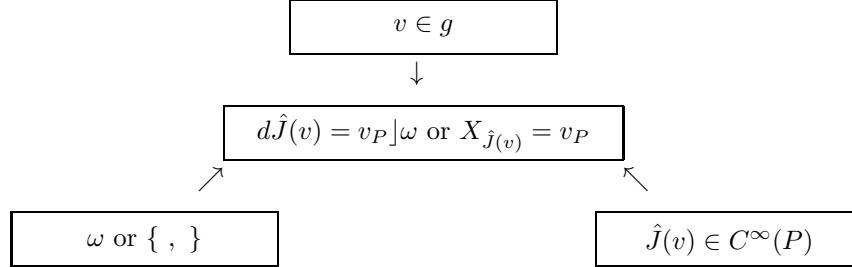 v ∈ g
↓
dĴ(v) = v_P ⌋ω or X_{Ĵ(v)} = v_P
↗ ↖
ω or { , }
Ĵ(v) ∈ C^∞(P)